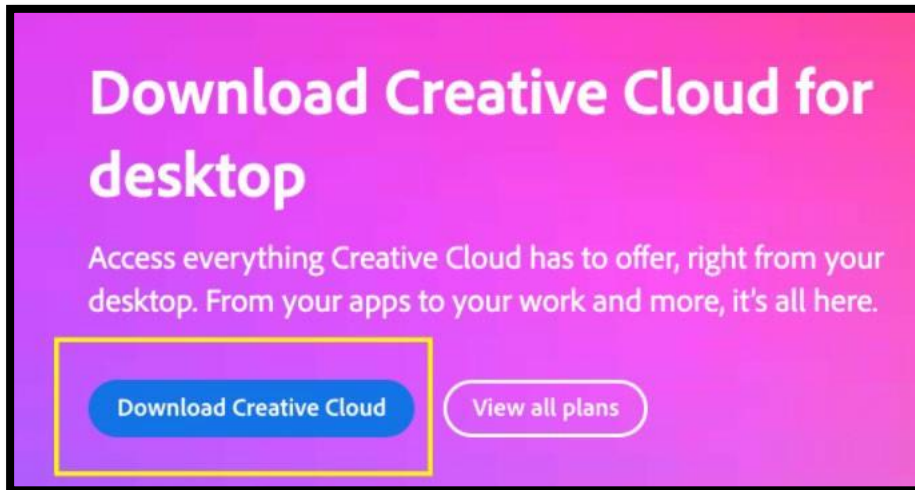 Download Creative Cloud for
desktop
Access everything Creative Cloud has to offer, right from your
desktop. From your apps to your work and more, it's all here.
Download Creative Cloud View all plans